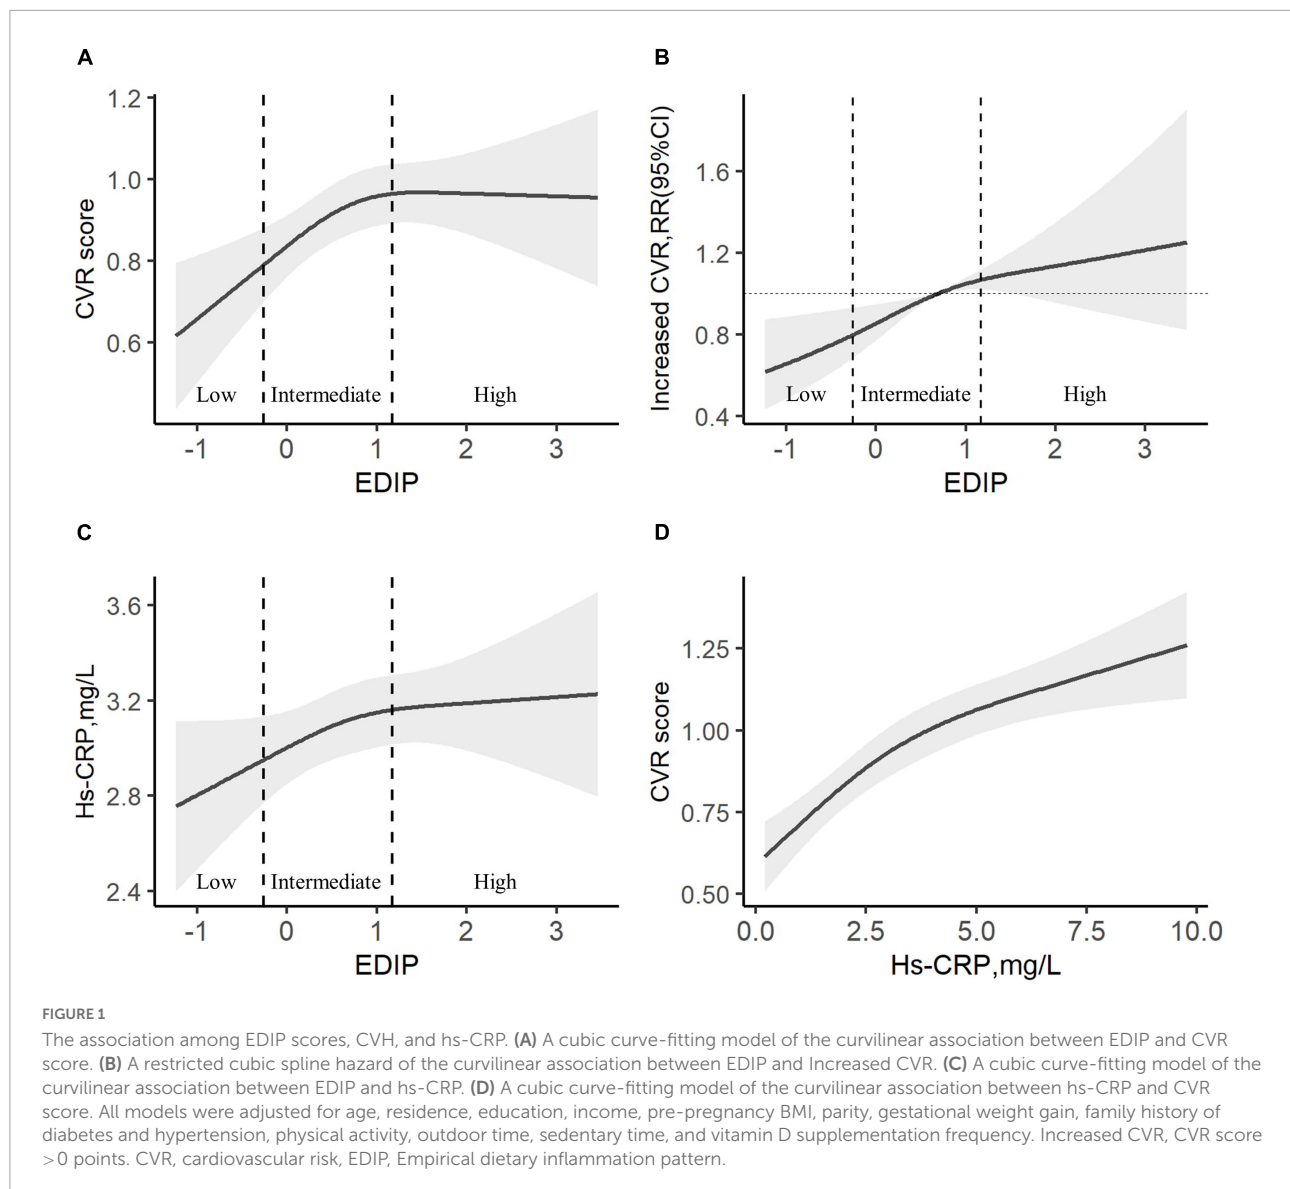 A
CVR score
1.2
1.0
0.8
0.6
Low Intermediate High
-1 0 1 2 3
EDIP
B
Increased CVR,RR(95%CI)
1.6
1.2
0.8
0.4
Low Intermediate High
-1 0 1 2 3
EDIP
C
Hs-CRP,mg/L
3.6
3.2
2.8
2.4
Low Intermediate High
-1 0 1 2 3
EDIP
D
CVR score
1.25
1.00
0.75
0.50
0.0 2.5 5.0 7.5 10.0
Hs-CRP,mg/L
FIGURE 1
The association among EDIP scores, CVH, and hs-CRP. (A) A cubic curve-fitting model of the curvilinear association between EDIP and CVR
score. (B) A restricted cubic spline hazard of the curvilinear association between EDIP and Increased CVR. (C) A cubic curve-fitting model of the
curvilinear association between EDIP and hs-CRP. (D) A cubic curve-fitting model of the curvilinear association between hs-CRP and CVR
score. All models were adjusted for age, residence, education, income, pre-pregnancy BMI, parity, gestational weight gain, family history of
diabetes and hypertension, physical activity, outdoor time, sedentary time, and vitamin D supplementation frequency. Increased CVR, CVR score
>0 points. CVR, cardiovascular risk, EDIP, Empirical dietary inflammation pattern.